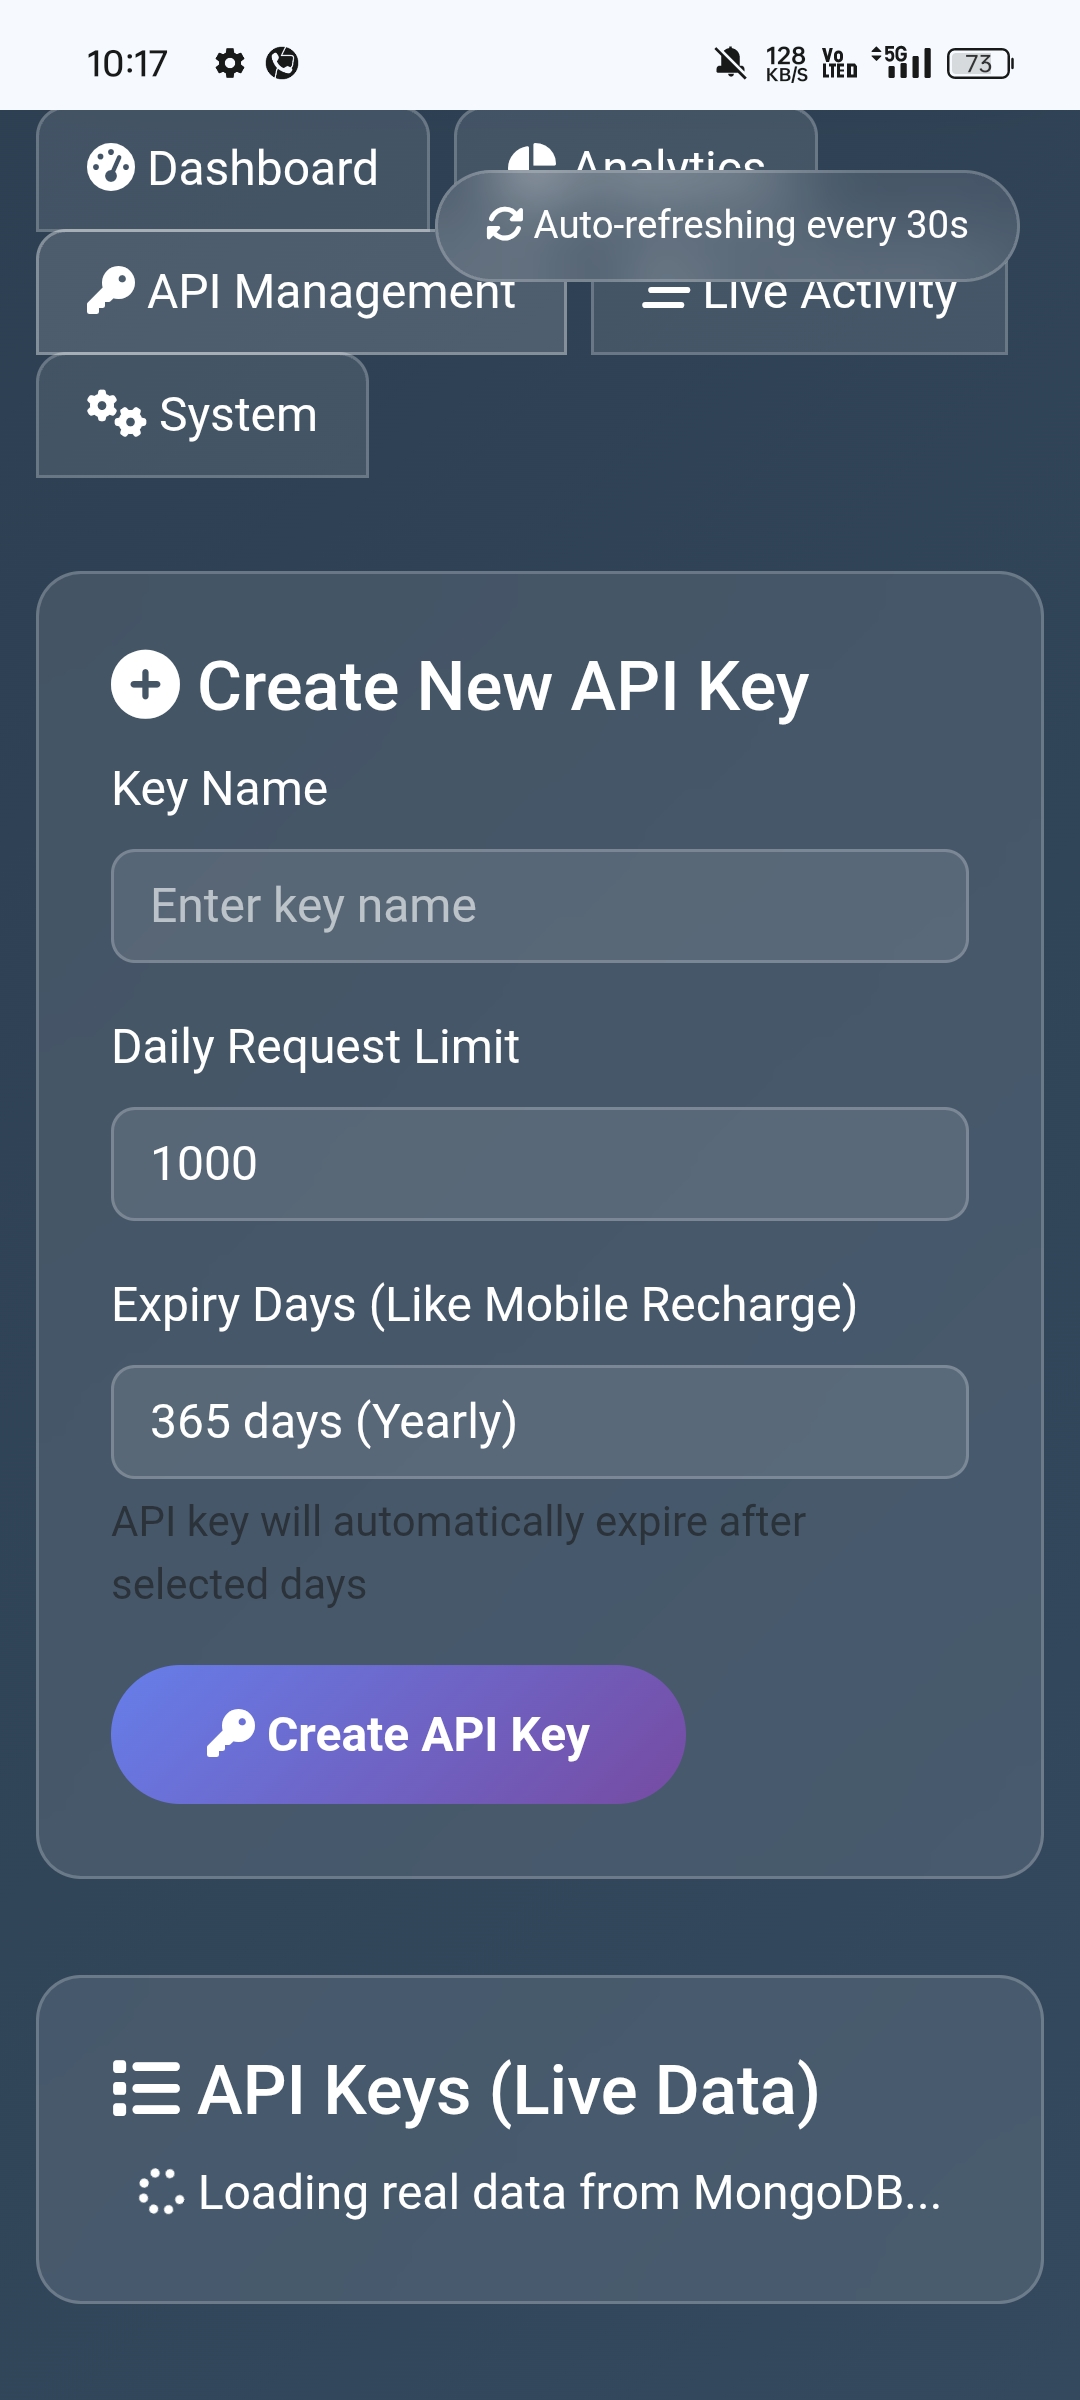 10:17
128
KB/S
Vo
LTE D
5G
73
Dashboard
Analytics
Auto-refreshing every 30s
API Management
Live Activity
System
Create New API Key
Key Name
Enter key name
Daily Request Limit
1000
Expiry Days (Like Mobile Recharge)
365 days (Yearly)
API key will automatically expire after
selected days
Create API Key
API Keys (Live Data)
Loading real data from MongoDB...